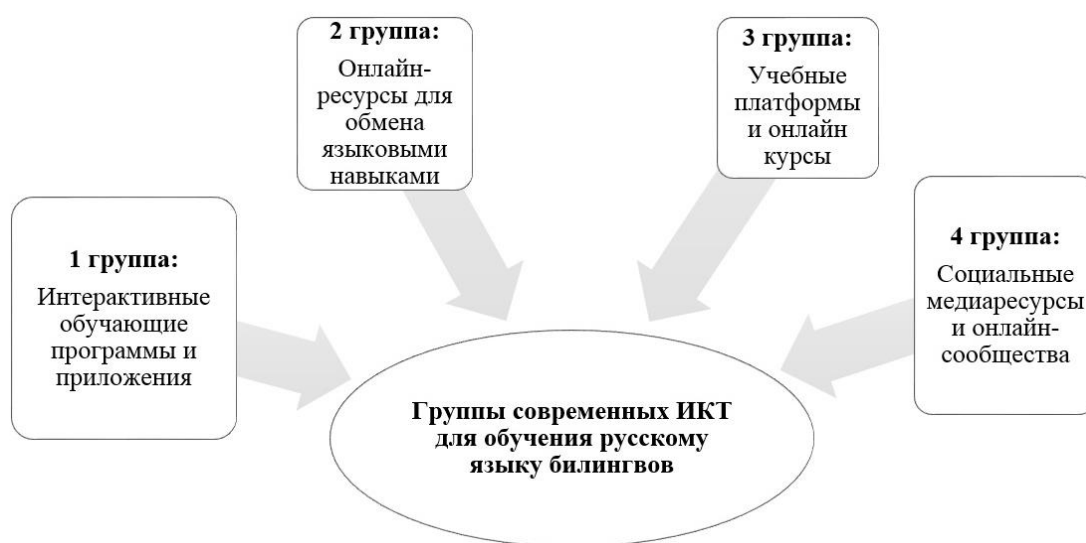 1 группа:
Интерактивные
обучающие
программы и
приложения
2 группа:
Онлайн-
ресурсы для
обмена
языковыми
навыками
3 группа:
Учебные
платформы
и онлайн
курсы
4 группа:
Социальные
медиаресурсы
и онлайн-
сообщества
Группы современных ИКТ
для обучения русскому
языку билингвов